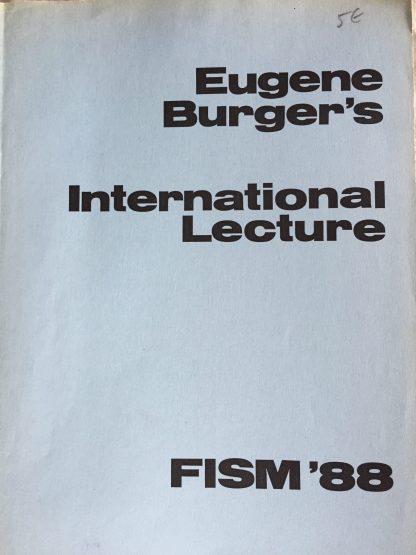 5€
Eugene
Burger's
International
Lecture
FISM '88